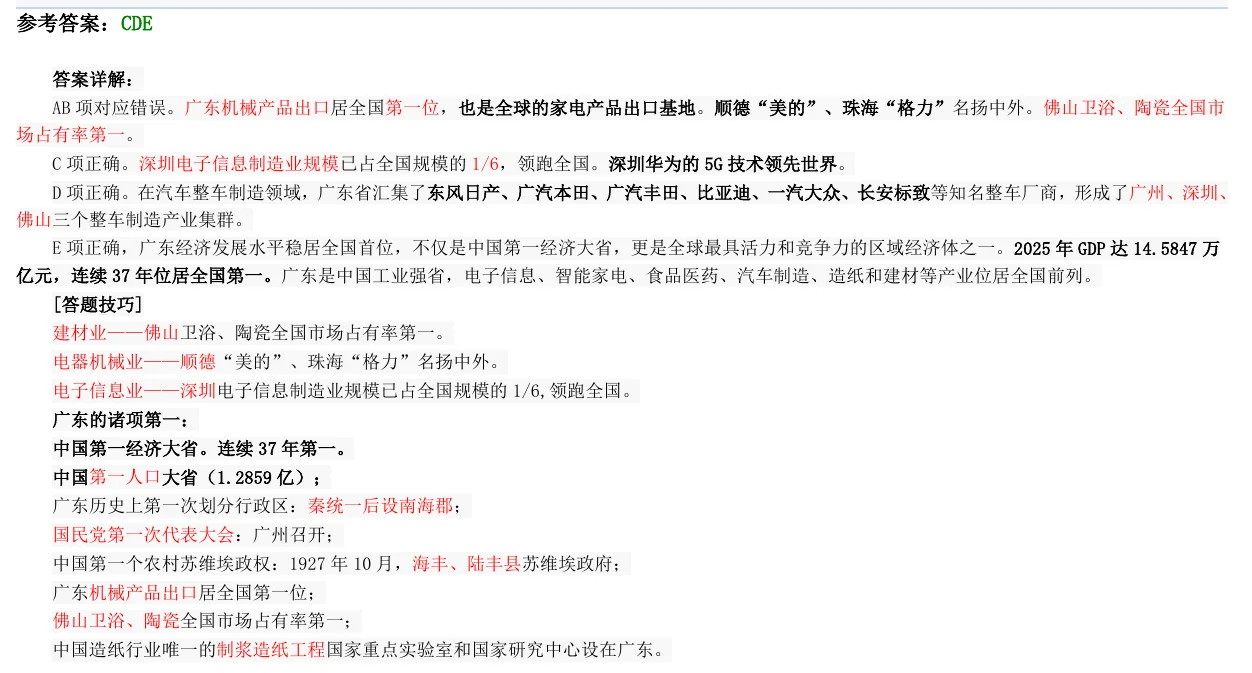 参考答案：CDE
答案详解：
AB 项对应错误。广东机械产品出口居全国第一位，也是全球的家电产品出口基地。顺德“美的”、珠海“格力”名扬中外。佛山卫浴、陶瓷全国市
场占有率第一。
C 项正确。深圳电子信息制造业规模已占全国规模的 1/6，领跑全国。深圳华为的 5G 技术领先世界。
D 项正确。在汽车整车制造领域，广东省汇集了东风日产、广汽本田、广汽丰田、比亚迪、一汽大众、长安标致等知名整车厂商，形成了广州、深圳、
佛山三个整车制造产业集群。
E 项正确，广东经济发展水平稳居全国首位，不仅是中国第一经济大省，更是全球最具活力和竞争力的区域经济体之一。2025 年 GDP 达 14.5847 万
亿元，连续 37 年位居全国第一。广东是中国工业强省，电子信息、智能家电、食品医药、汽车制造、造纸和建材等产业位居全国前列。
[答题技巧]
建材业——佛山卫浴、陶瓷全国市场占有率第一。
电器机械业——顺德“美的”、珠海“格力”名扬中外。
电子信息业——深圳电子信息制造业规模已占全国规模的 1/6,领跑全国。
广东的诸项第一：
中国第一经济大省。连续 37 年第一。
中国第一人口大省（1.2859 亿）；
广东历史上第一次划分行政区：秦统一后设南海郡；
国民党第一次代表大会：广州召开；
中国第一个农村苏维埃政权：1927 年 10 月，海丰、陆丰县苏维埃政府；
广东机械产品出口居全国第一位；
佛山卫浴、陶瓷全国市场占有率第一；
中国造纸行业唯一的制浆造纸工程国家重点实验室和国家研究中心设在广东。